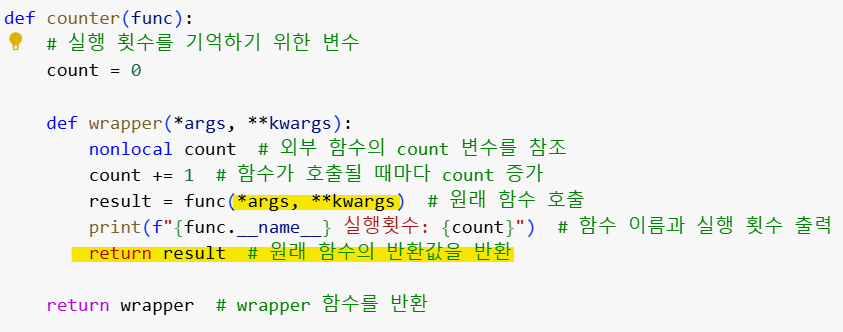 def counter(func):
    # 실행 횟수를 기억하기 위한 변수
    count = 0
    def wrapper(*args, **kwargs):
        nonlocal count  # 외부 함수의 count 변수를 참조
        count += 1  # 함수가 호출될 때마다 count 증가
        result = func(*args, **kwargs)  # 원래 함수 호출
        print(f"{func.__name__} 실행횟수: {count}")  # 함수 이름과 실행 횟수 출력
        return result  # 원래 함수의 반환값을 반환
    return wrapper  # wrapper 함수를 반환